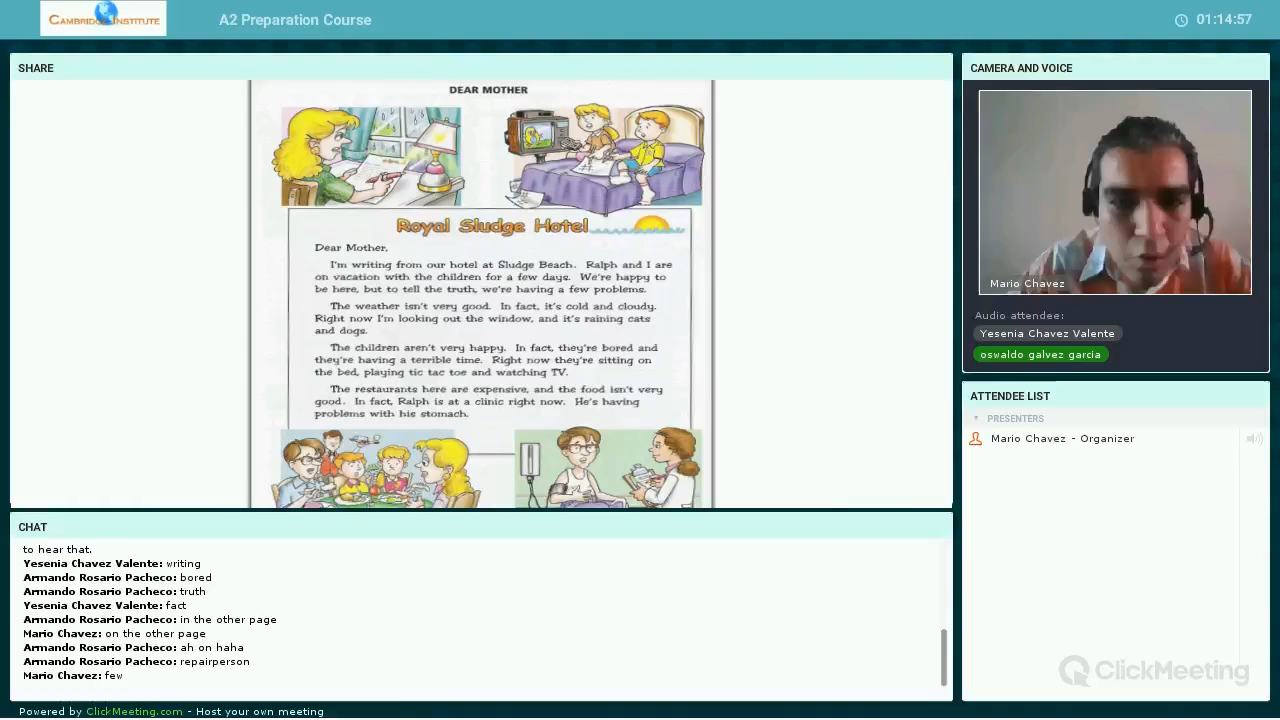 CAMBRIDGE INSTITUTE
A2 Preparation Course
01:14:57
SHARE
DEAR MOTHER
Royal Sludge Hotel
Dear Mother,
I'm writing from our hotel at Sludge Beach. Ralph and I are
on vacation with the children for a few days. We're happy to
be here, but to tell the truth, we're having a few problems.
The weather isn't very good. In fact, it's cold and cloudy.
Right now I'm looking out the window, and it's raining cats
and dogs.
The children aren't very happy. In fact, they're bored and
they're having a terrible time. Right now they're sitting on
the bed, playing tic tac toe and watching TV.
The restaurants here are expensive, and the food isn't very
good. In fact, Ralph is at a clinic right now. He's having
problems with his stomach.
CAMERA AND VOICE
Mario Chavez
Audio attendee:
Yesenia Chavez Valente
oswaldo galvez garcia
ATTENDEE LIST
PRESENTERS
Mario Chavez - Organizer
ClickMeeting
CHAT
to hear that.
Yesenia Chavez Valente: writing
Armando Rosario Pacheco: bored
Armando Rosario Pacheco: truth
Yesenia Chavez Valente: fact
Armando Rosario Pacheco: in the other page
Mario Chavez: on the other page
Armando Rosario Pacheco: ah on haha
Armando Rosario Pacheco: repairperson
Mario Chavez: few
Powered by ClickMeeting.com - Host your own meeting